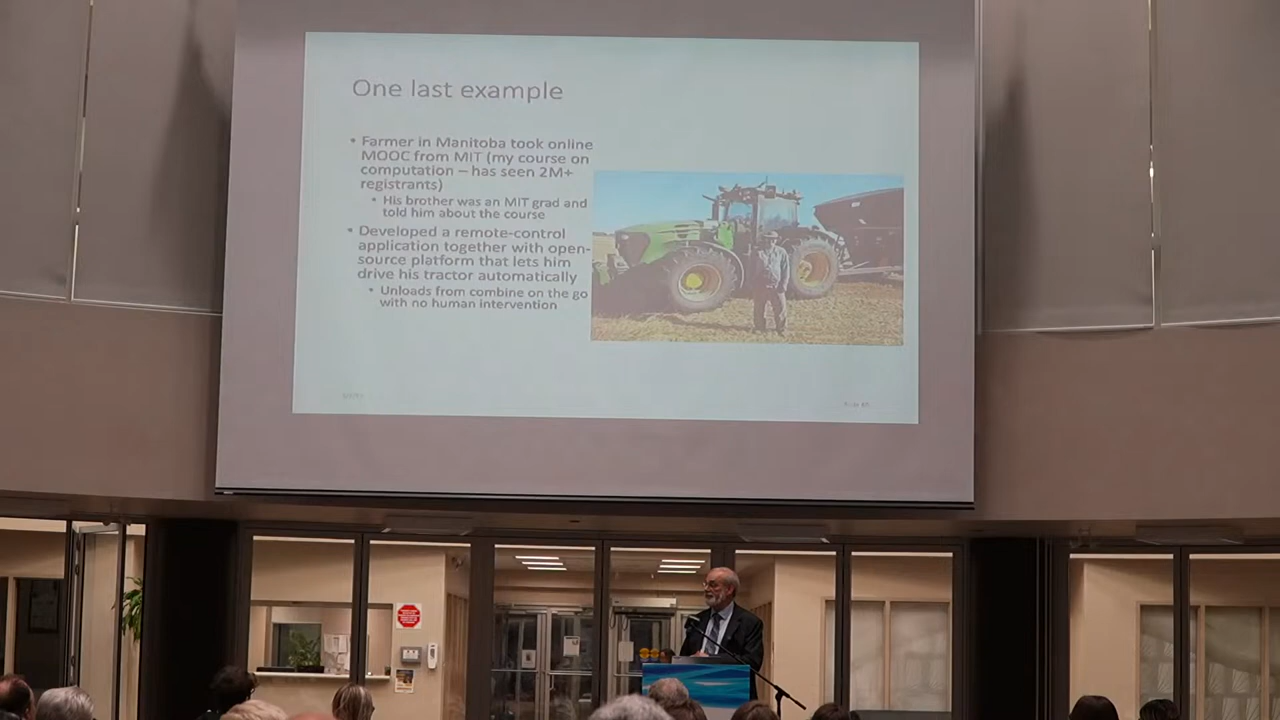 One last example
• Farmer in Manitoba took online
MOOC from MIT (my course on
computation – has seen 2M+
registrants)
• His brother was an MIT grad and
told him about the course
• Developed a remote-control
application together with open-
source platform that lets him
drive his tractor automatically
• Unloads from combine on the go
with no human intervention